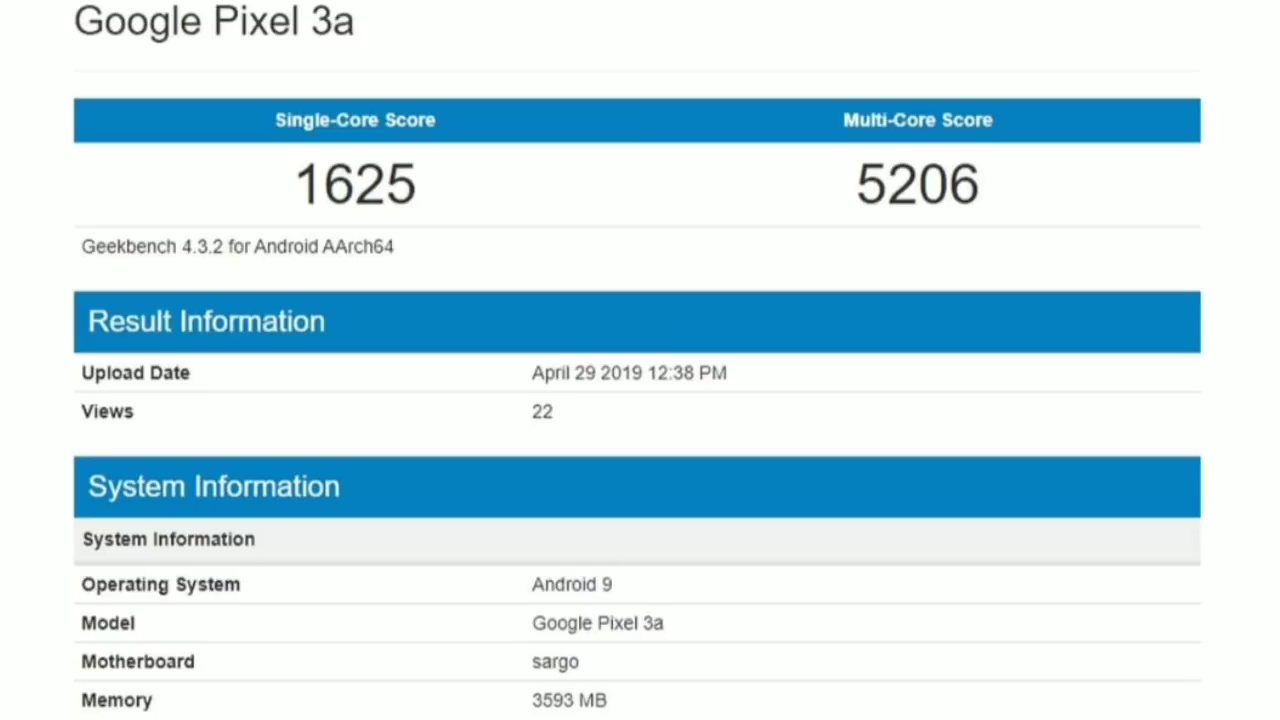 Google Pixel 3a
Single-Core Score Multi-Core Score
1625 5206
Geekbench 4.3.2 for Android AArch64
Result Information
Upload Date April 29 2019 12:38 PM
Views 22
System Information
System Information
Operating System Android 9
Model Google Pixel 3a
Motherboard sargo
Memory 3593 MB